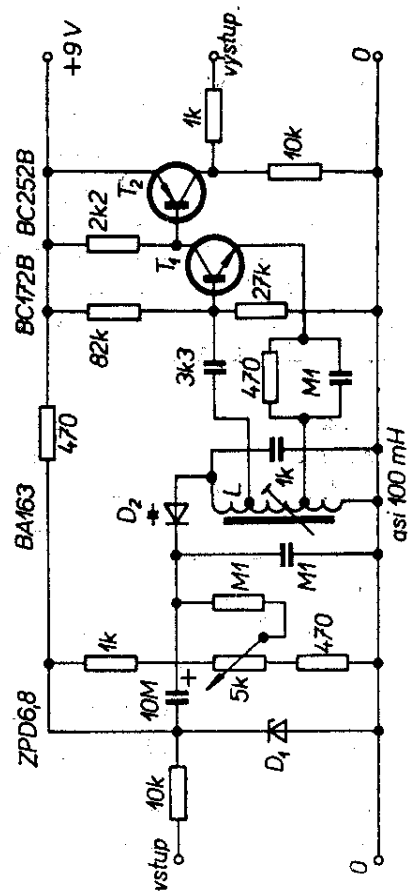 ZPD6,8
BA163
BC172B
BC252B
+9V
470
1k
82k
2k2
T2
10M
+
D2
3k3
T1
1k
výstup
vstup
10k
5k
M1
L
1k
470
M1
27k
10k
D1
470
M1
asi 100 mH
0
0